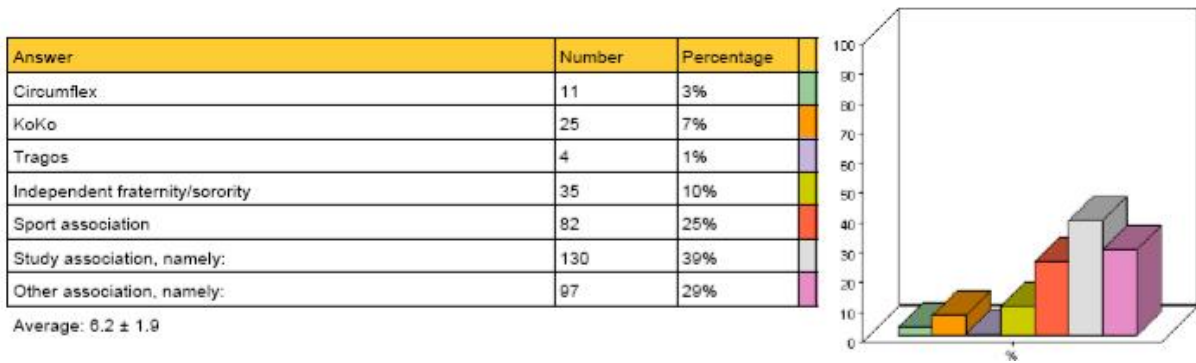 Answer Number Percentage
Circumflex 11 3%
KoKo 25 7%
Tragos 4 1%
Independent fraternity/sorority 35 10%
Sport association 82 25%
Study association, namely: 130 39%
Other association, namely: 97 29%
Average: 6.2 ± 1.9
100
90
80
70
60
50
40
30
20
10
0
%